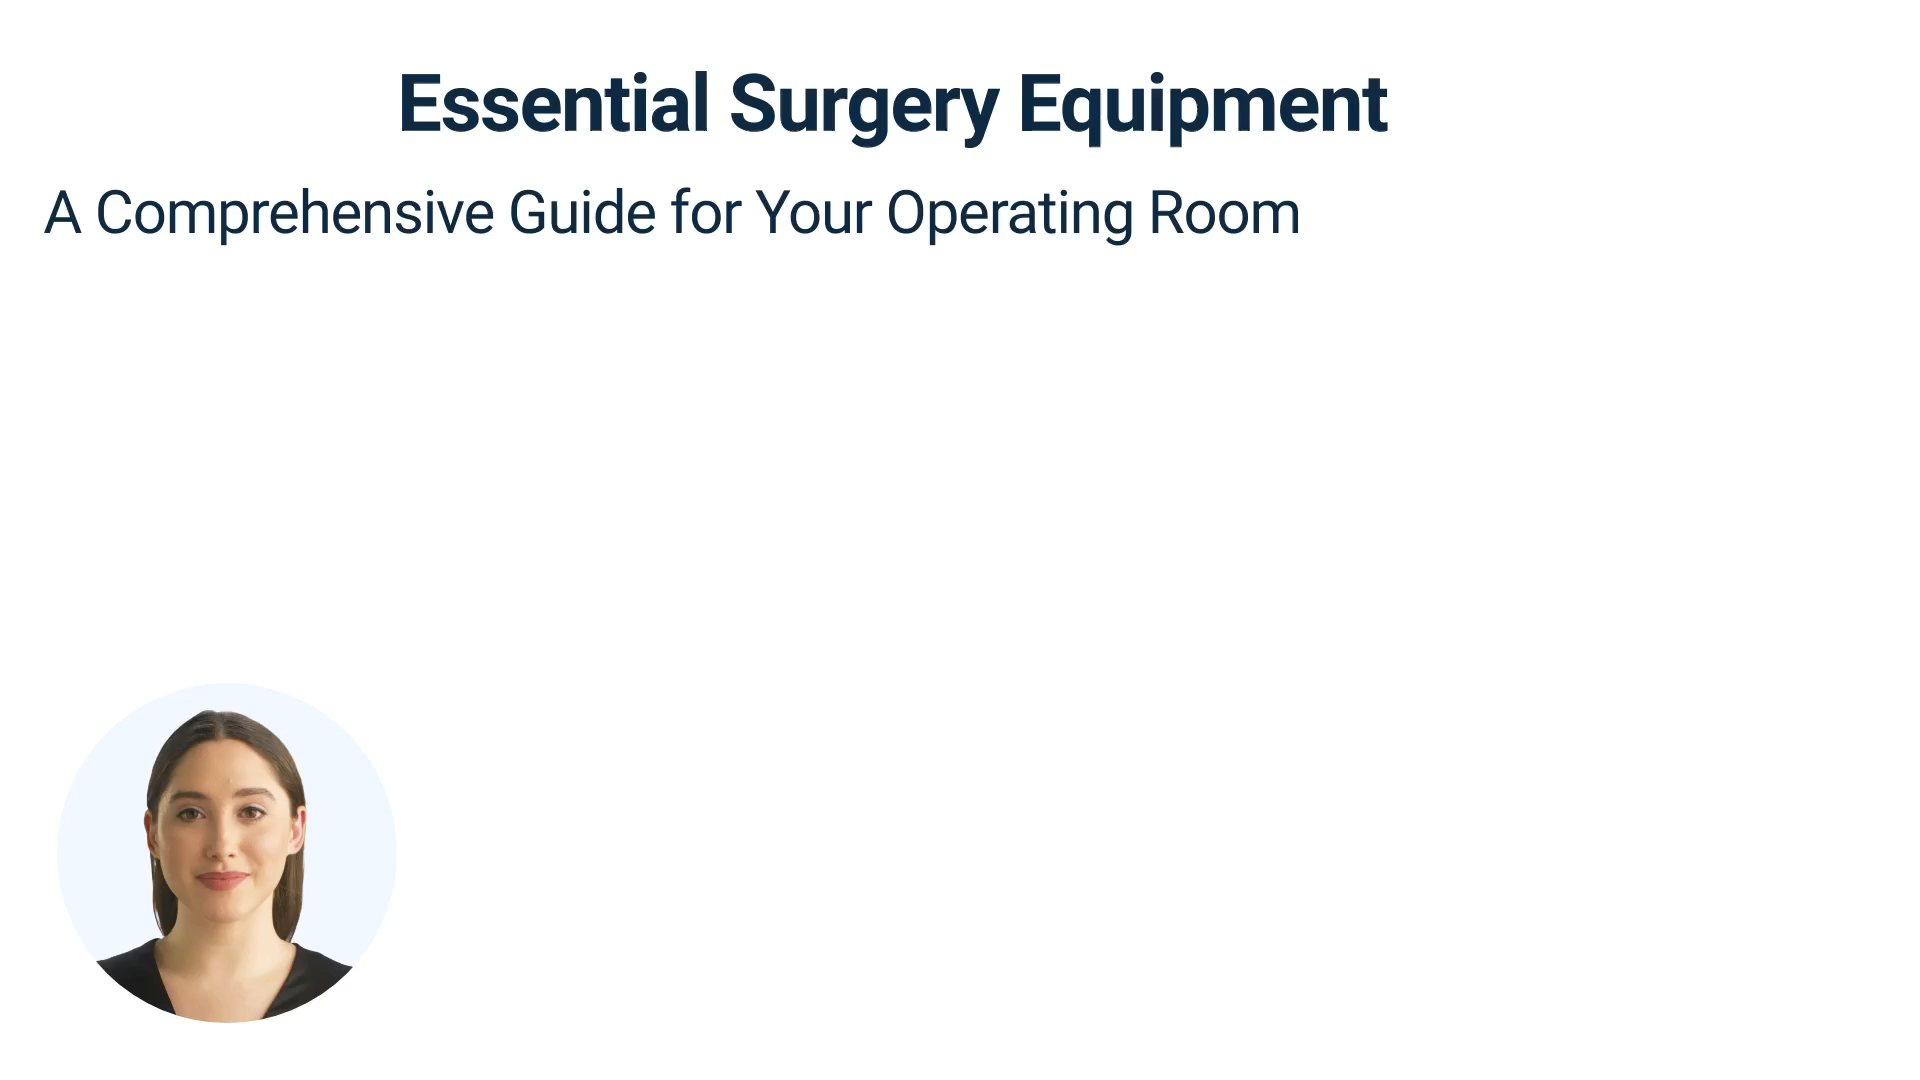 Essential Surgery Equipment
A Comprehensive Guide for Your Operating Room